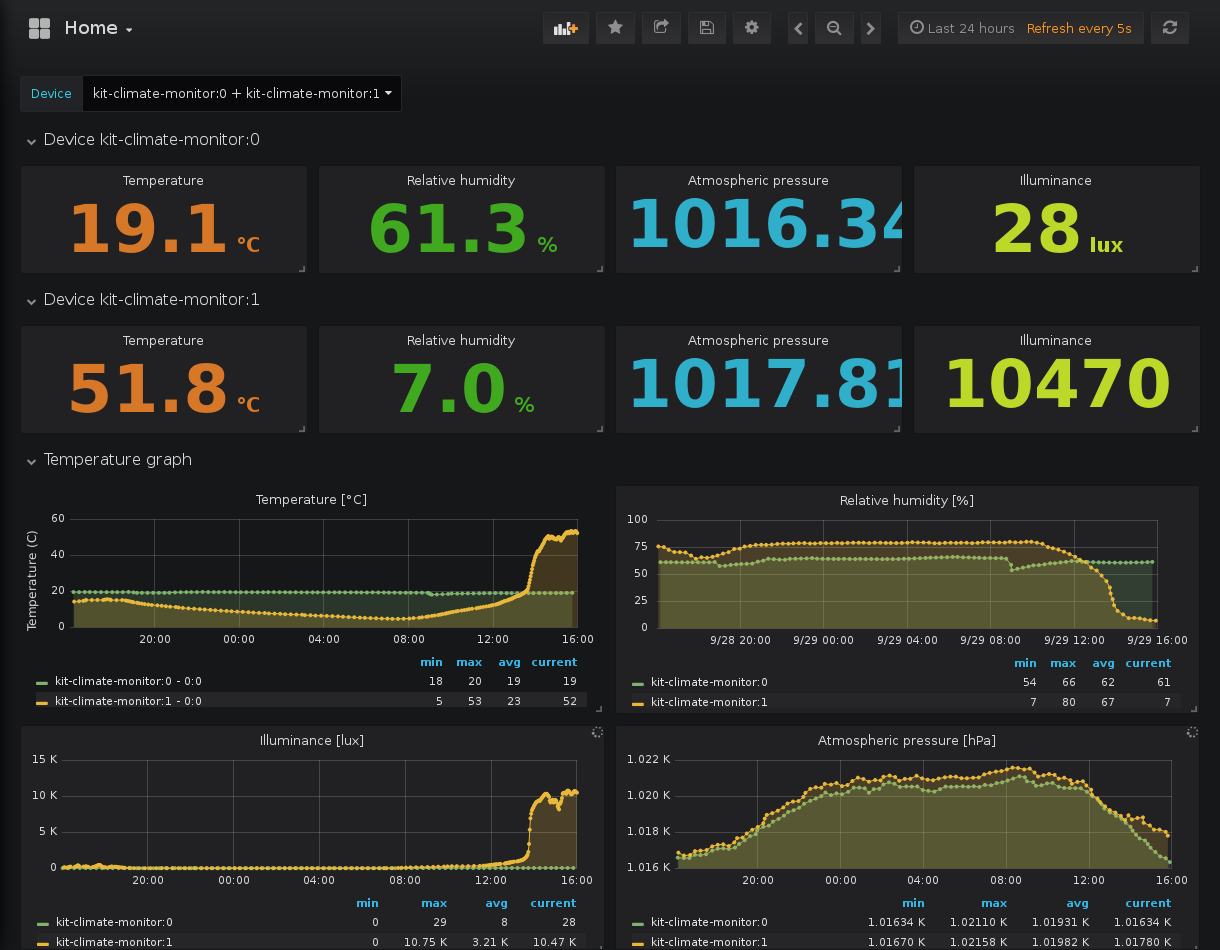 Home
Last 24 hours Refresh every 5s
Device kit-climate-monitor:0 + kit-climate-monitor:1
Device kit-climate-monitor:0
Temperature Relative humidity Atmospheric pressure Illuminance
19.1 °C 61.3 % 1016.34 28 lux
Device kit-climate-monitor:1
Temperature Relative humidity Atmospheric pressure Illuminance
51.8 °C 7.0 % 1017.81 10470
Temperature graph
Temperature [°C]
Temperature (C)
60
40
20
0
20:00 00:00 04:00 08:00 12:00 16:00
min max avg current
kit-climate-monitor:0 - 0:0 18 20 19 19
kit-climate-monitor:1 - 0:0 5 53 23 52
Relative humidity [%]
100
75
50
25
0
9/28 20:00 9/29 00:00 9/29 04:00 9/29 08:00 9/29 12:00 9/29 16:00
min max avg current
kit-climate-monitor:0 54 66 62 61
kit-climate-monitor:1 7 80 67 7
Illuminance [lux]
15 K
10 K
5 K
0
20:00 00:00 04:00 08:00 12:00 16:00
min max avg current
kit-climate-monitor:0 0 29 8 28
kit-climate-monitor:1 0 10.75 K 3.21 K 10.47 K
Atmospheric pressure [hPa]
1.022 K
1.020 K
1.018 K
1.016 K
20:00 00:00 04:00 08:00 12:00 16:00
min max avg current
kit-climate-monitor:0 1.01634 K 1.02110 K 1.01931 K 1.01634 K
kit-climate-monitor:1 1.01670 K 1.02158 K 1.01982 K 1.01780 K